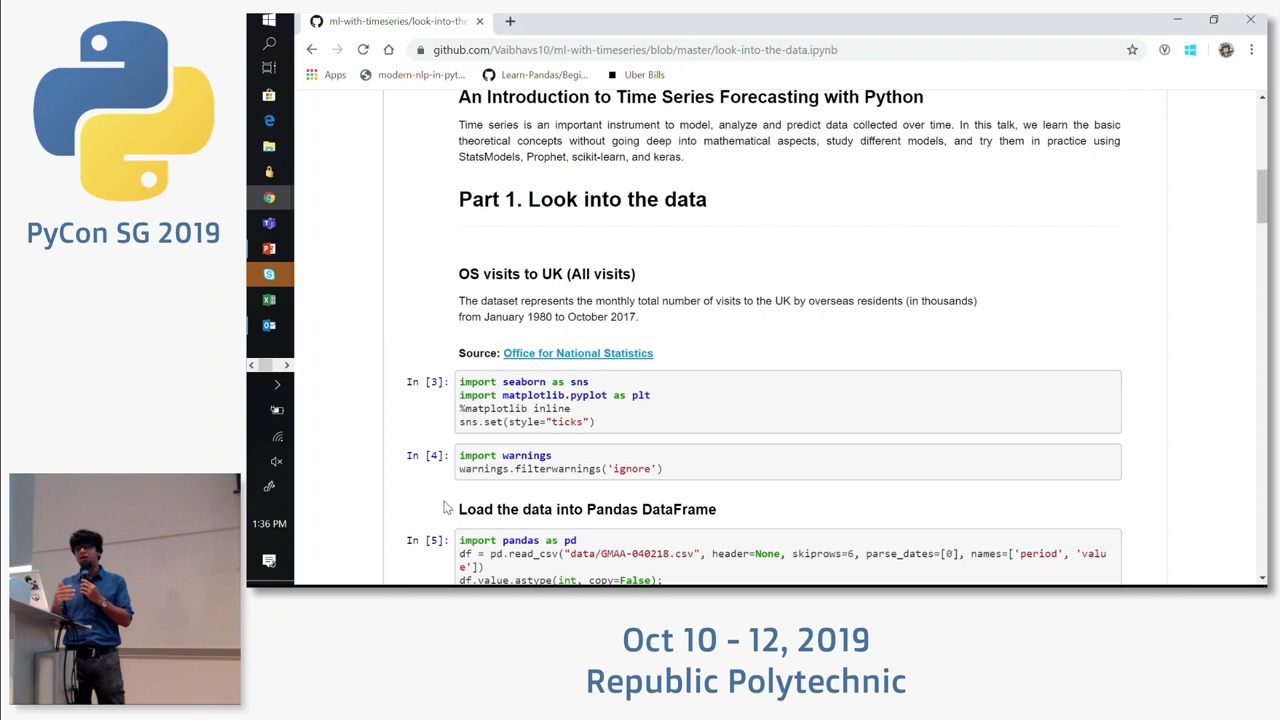 PyCon SG 2019
ml-with-timeseries/look-into-the
github.com/Vaibhavs10/ml-with-timeseries/blob/master/look-into-the-data.ipynb
Apps
modern-nlp-in-pyt...
Learn-Pandas/Begi...
Uber Bills
An Introduction to Time Series Forecasting with Python
Time series is an important instrument to model, analyze and predict data collected over time. In this talk, we learn the basic
theoretical concepts without going deep into mathematical aspects, study different models, and try them in practice using
StatsModels, Prophet, scikit-learn, and keras.
Part 1. Look into the data
OS visits to UK (All visits)
The dataset represents the monthly total number of visits to the UK by overseas residents (in thousands)
from January 1980 to October 2017.
Source: Office for National Statistics
In [3]:
import seaborn as sns
import matplotlib.pyplot as plt
%matplotlib inline
sns.set(style="ticks")
In [4]:
import warnings
warnings.filterwarnings('ignore')
Load the data into Pandas DataFrame
In [5]:
import pandas as pd
df = pd.read_csv("data/GMAA-040218.csv", header=None, skiprows=6, parse_dates=[0], names=['period', 'valu
e'])
df.value.astype(int, copy=False);
1:36 PM
Oct 10 - 12, 2019
Republic Polytechnic